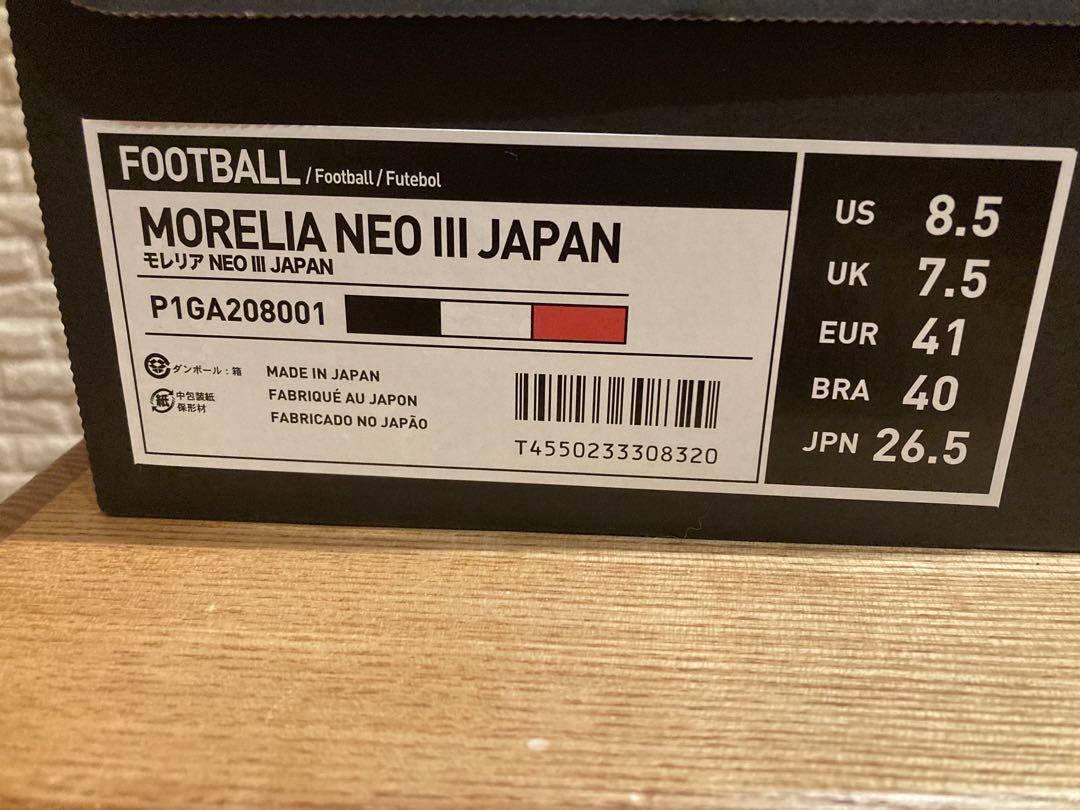 FOOTBALL / Football / Futebol
MORELIA NEO III JAPAN
モレリア NEO III JAPAN
P1GA208001
ダンボール：箱
紙 中包装紙
保形材
MADE IN JAPAN
FABRIQUÉ AU JAPON
FABRICADO NO JAPÃO
T4550233308320
US 8.5
UK 7.5
EUR 41
BRA 40
JPN 26.5